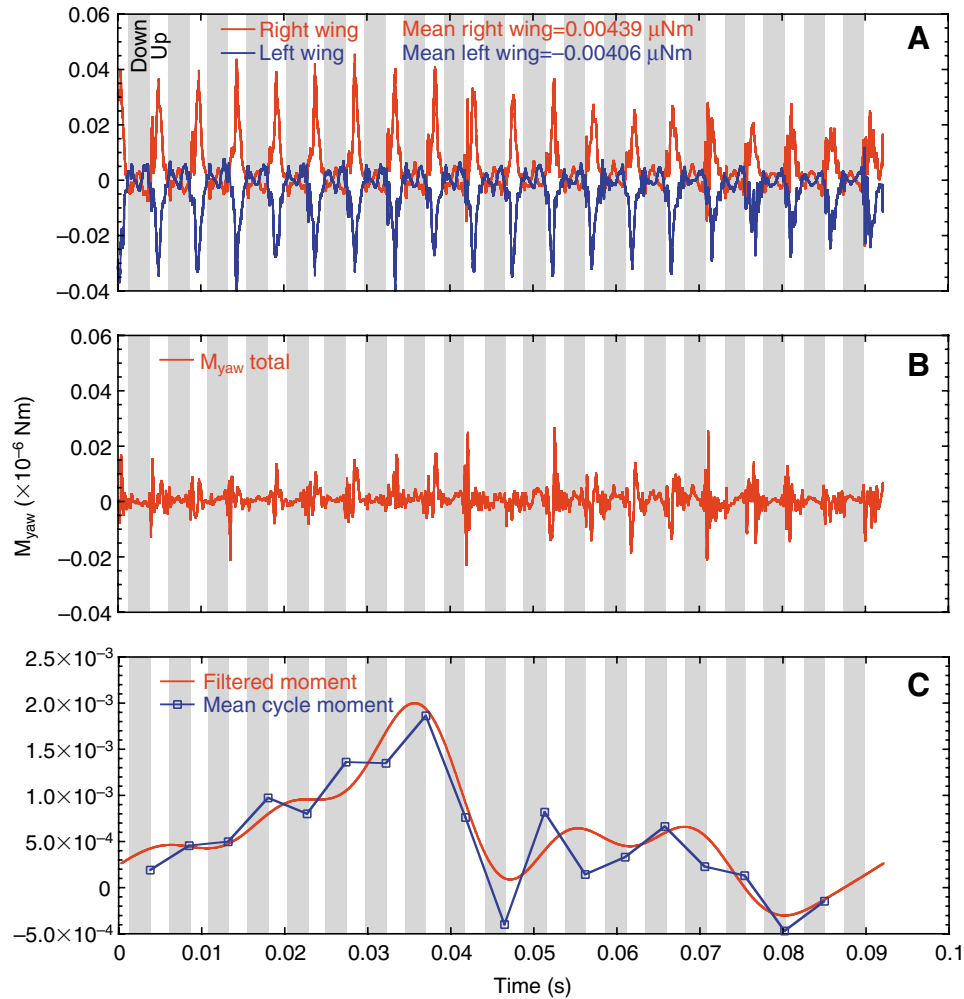 0.06
0.04
0.02
0
−0.02
−0.04
Down
Up
Right wing
Mean right wing=0.00439 μNm
Left wing
Mean left wing=−0.00406 μNm
A
0.06
0.04
0.02
0
−0.02
−0.04
M_yaw total
B
M_yaw (×10⁻⁶ Nm)
2.5×10⁻³
2.0×10⁻³
1.5×10⁻³
1.0×10⁻³
5.0×10⁻⁴
0
−5.0×10⁻⁴
Filtered moment
Mean cycle moment
C
0 0.01 0.02 0.03 0.04 0.05 0.06 0.07 0.08 0.09 0.1
Time (s)